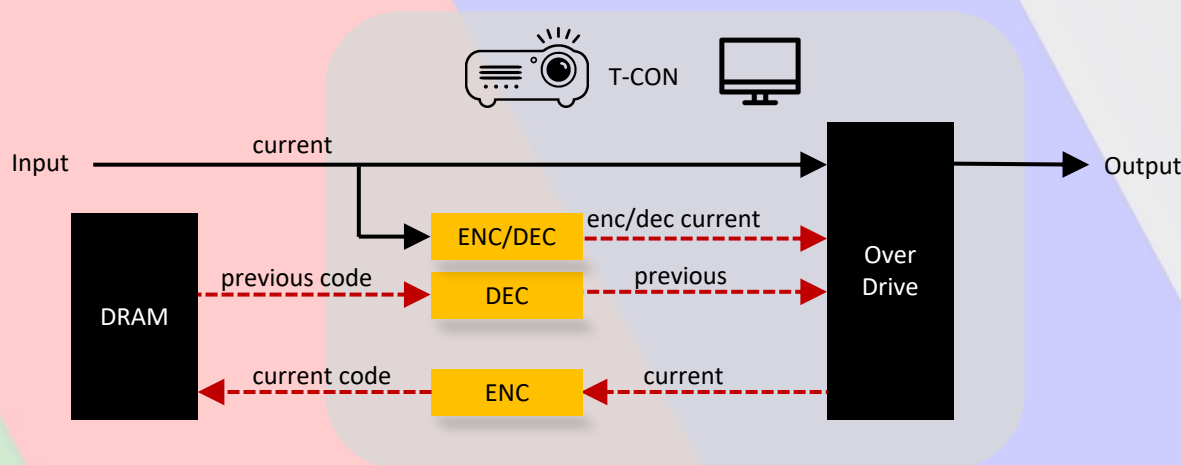 T-CON
current
Input
Output
ENC/DEC
enc/dec current
previous code
DEC
previous
Over
Drive
DRAM
current code
ENC
current